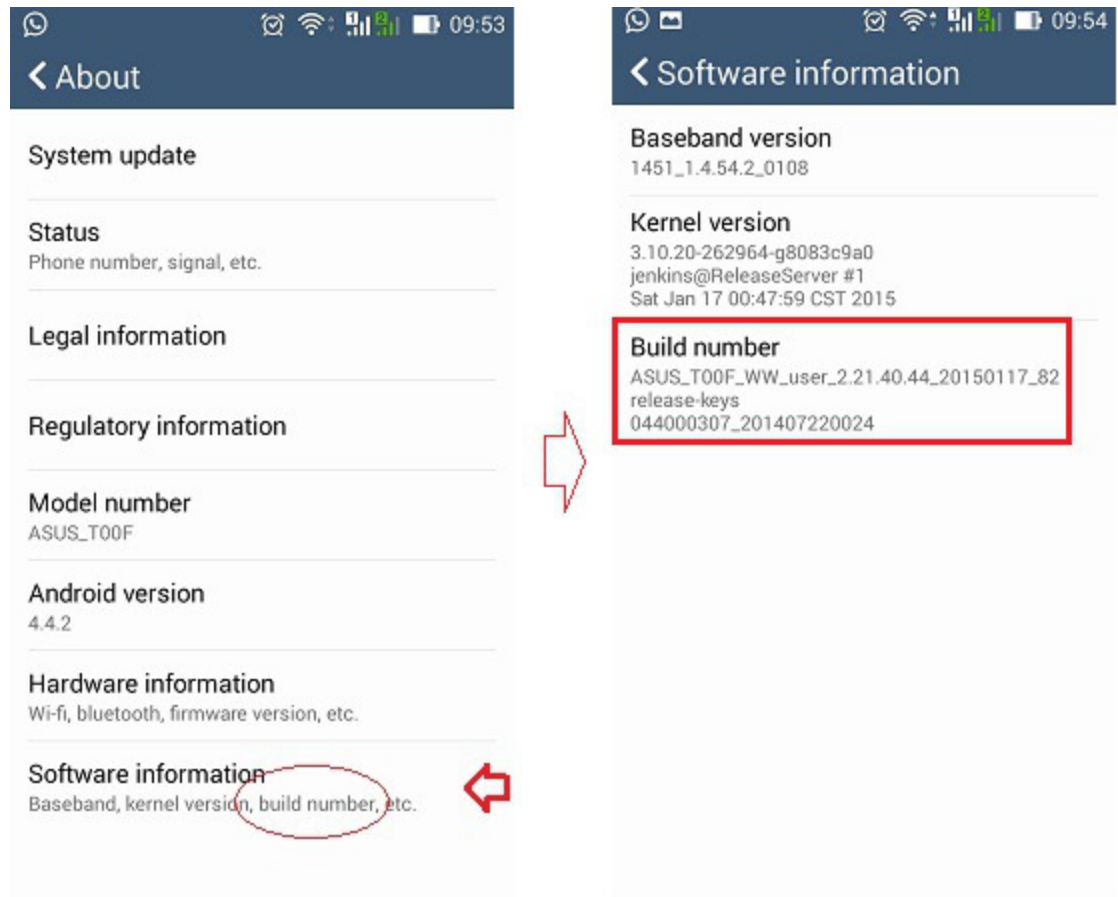 09:53
About
System update
Status
Phone number, signal, etc.
Legal information
Regulatory information
Model number
ASUS_T00F
Android version
4.4.2
Hardware information
Wi-fi, bluetooth, firmware version, etc.
Software information
Baseband, kernel version, build number, etc.
09:54
Software information
Baseband version
1451_1.4.54.2_0108
Kernel version
3.10.20-262964-g8083c9a0
jenkins@ReleaseServer #1
Sat Jan 17 00:47:59 CST 2015
Build number
ASUS_T00F_WW_user_2.21.40.44_20150117_82
release-keys
044000307_201407220024